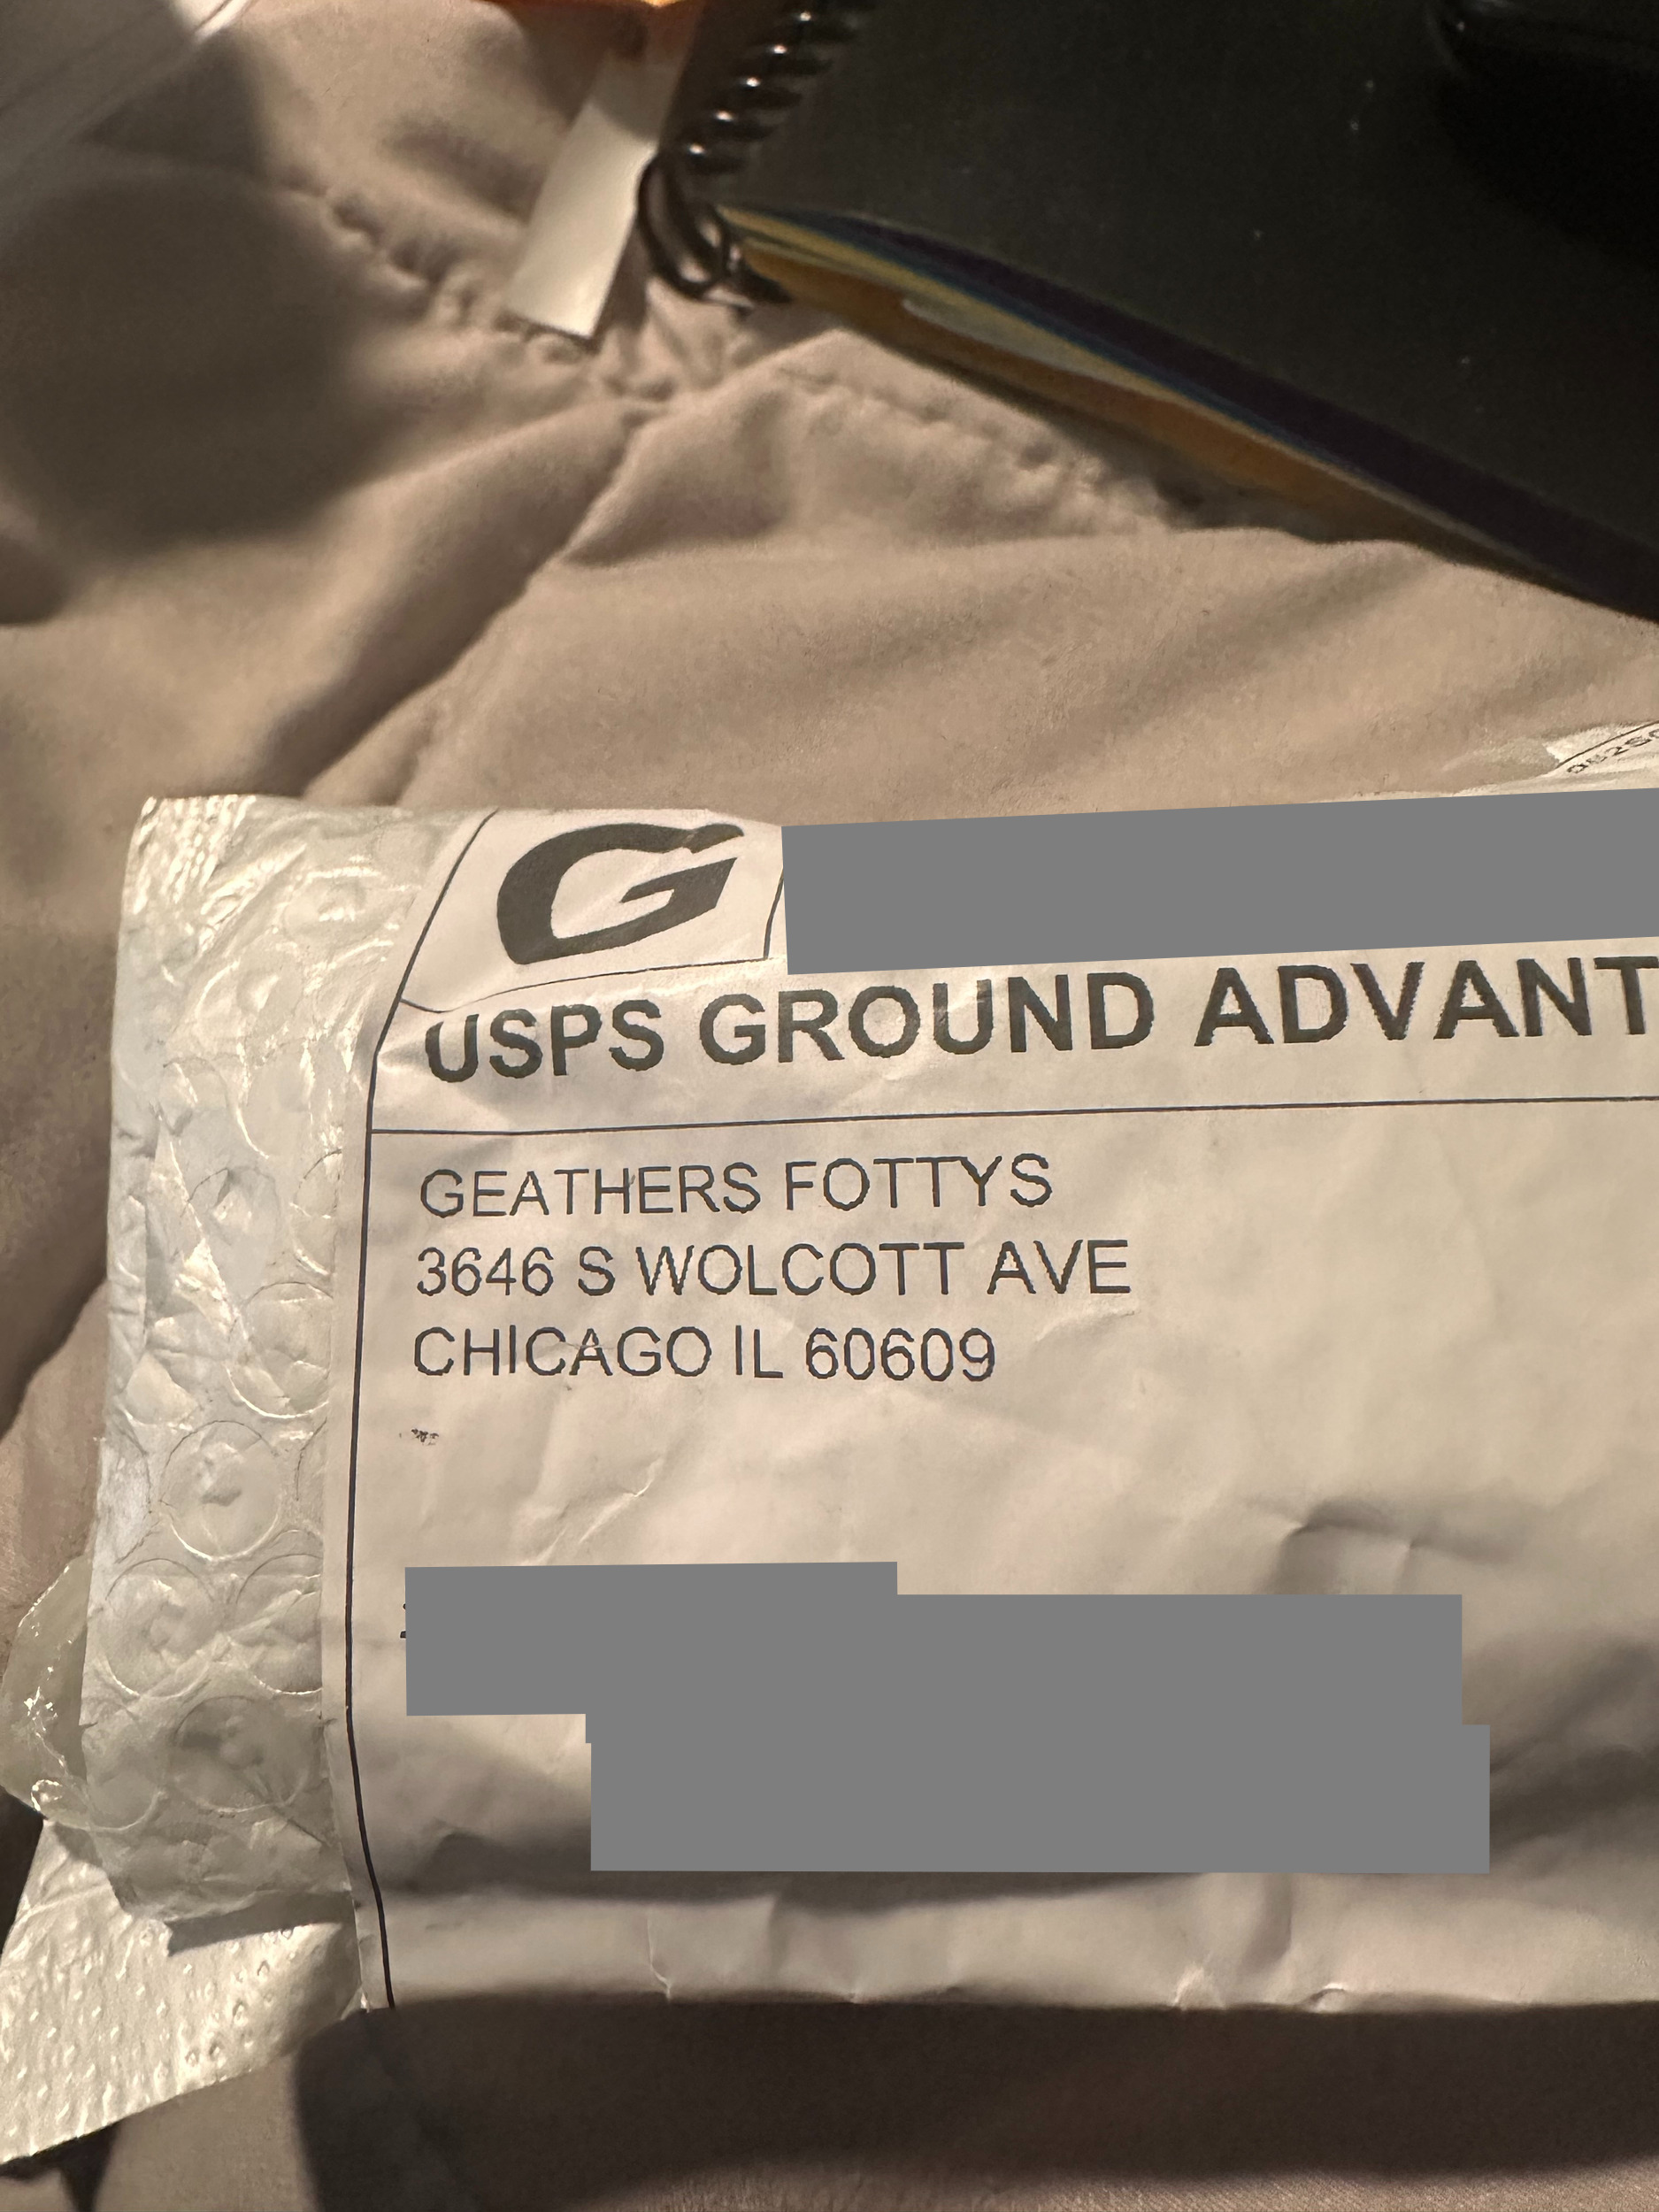 G
USPS GROUND ADVANT
GEATHERS FOTTYS
3646 S WOLCOTT AVE
CHICAGO IL 60609